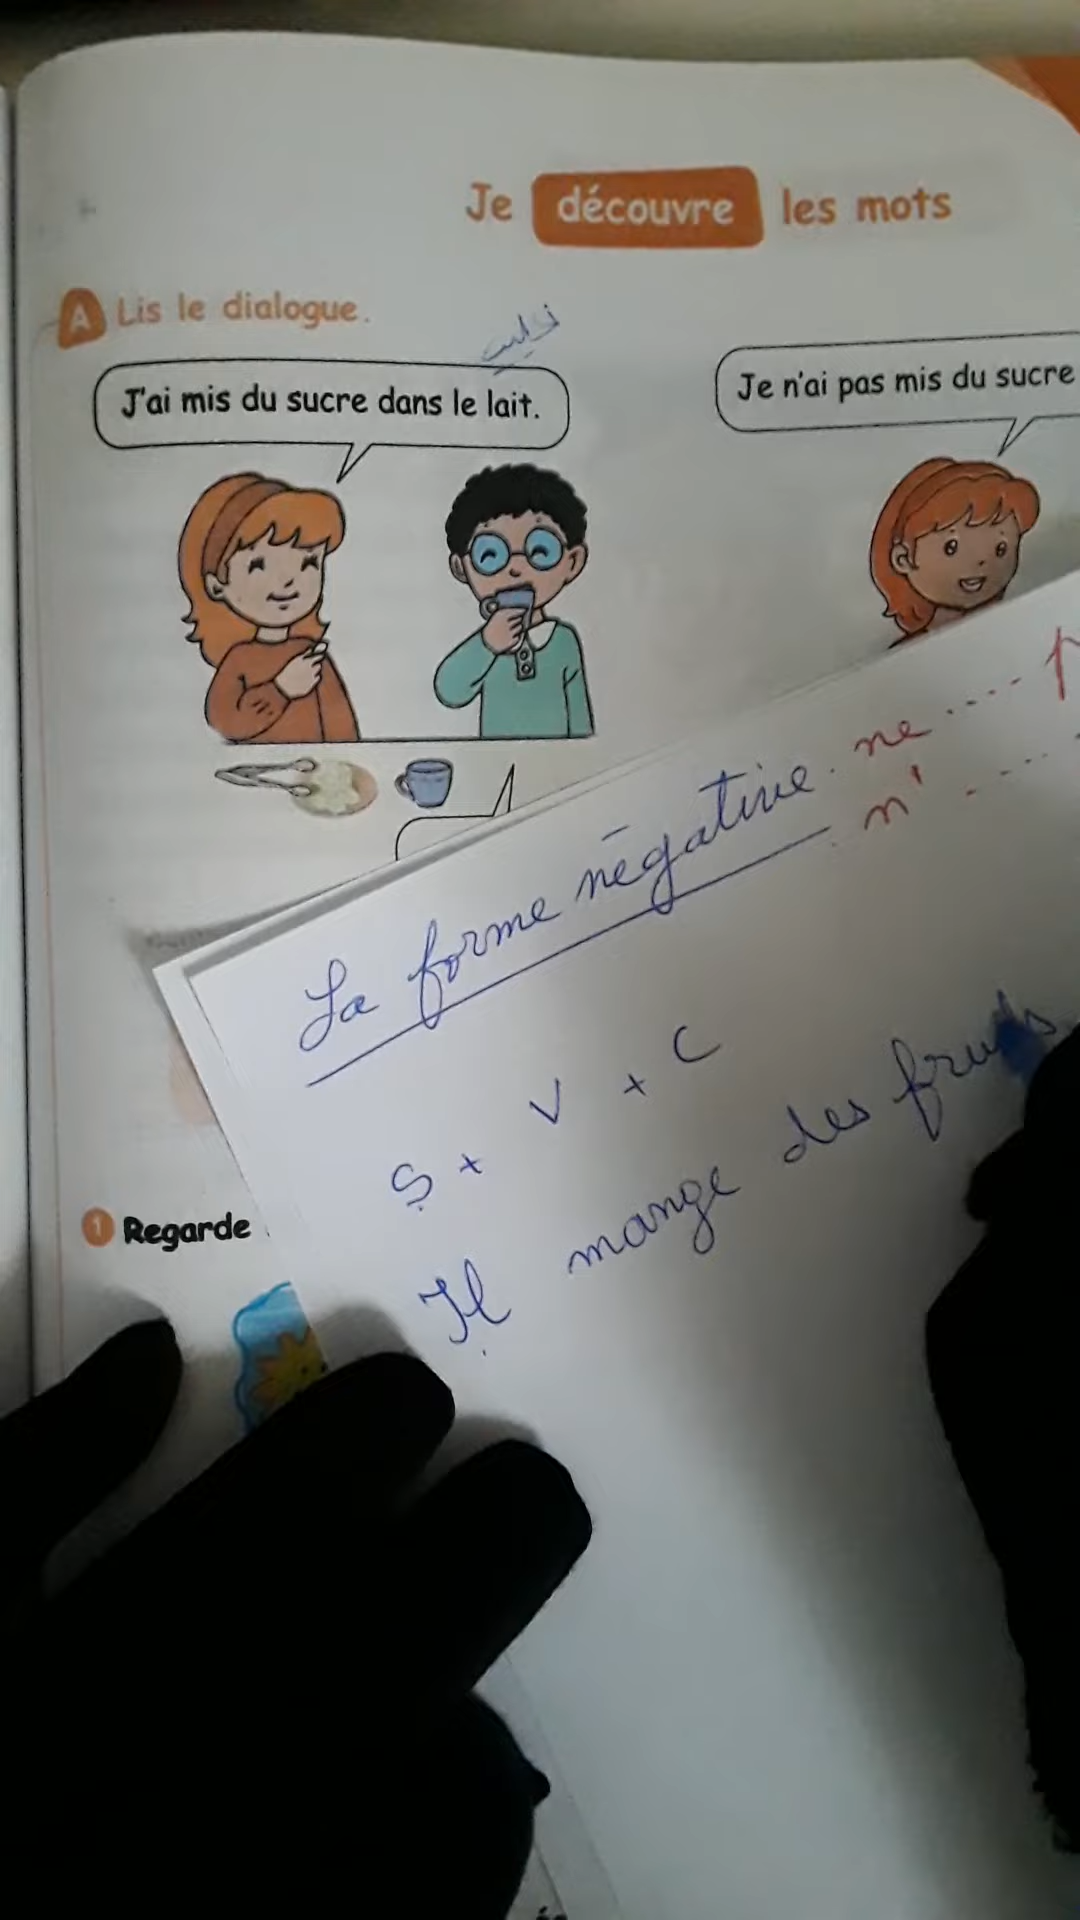 Je découvre les mots
A Lis le dialogue.
J'ai mis du sucre dans le lait.
Je n'ai pas mis du sucre
La forme négative. ne ....
n' ....
S + V + C
Il mange des fruits
1 Regarde